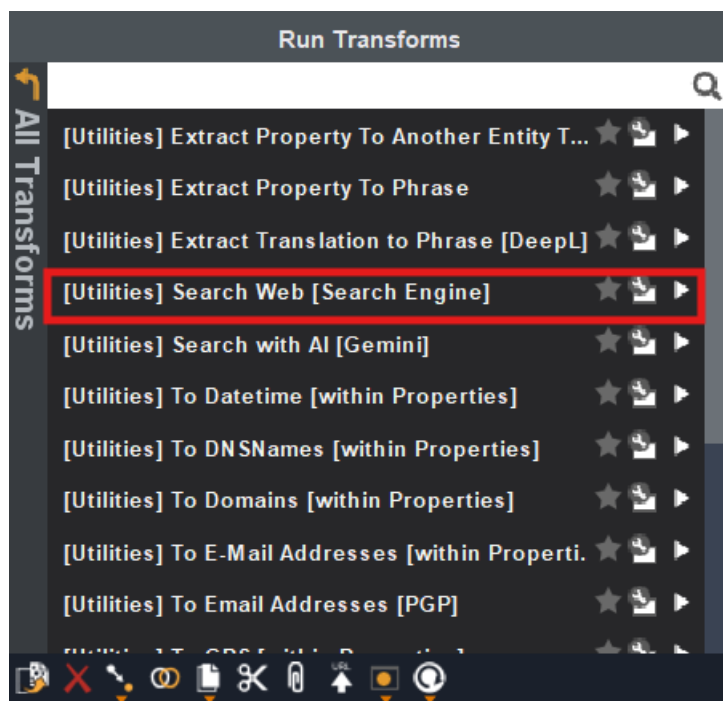 Run Transforms
All Transforms
[Utilities] Extract Property To Another Entity T...
[Utilities] Extract Property To Phrase
[Utilities] Extract Translation to Phrase [DeepL]
[Utilities] Search Web [Search Engine]
[Utilities] Search with AI [Gemini]
[Utilities] To Datetime [within Properties]
[Utilities] To DNSNames [within Properties]
[Utilities] To Domains [within Properties]
[Utilities] To E-Mail Addresses [within Properti.
[Utilities] To Email Addresses [PGP]
URL